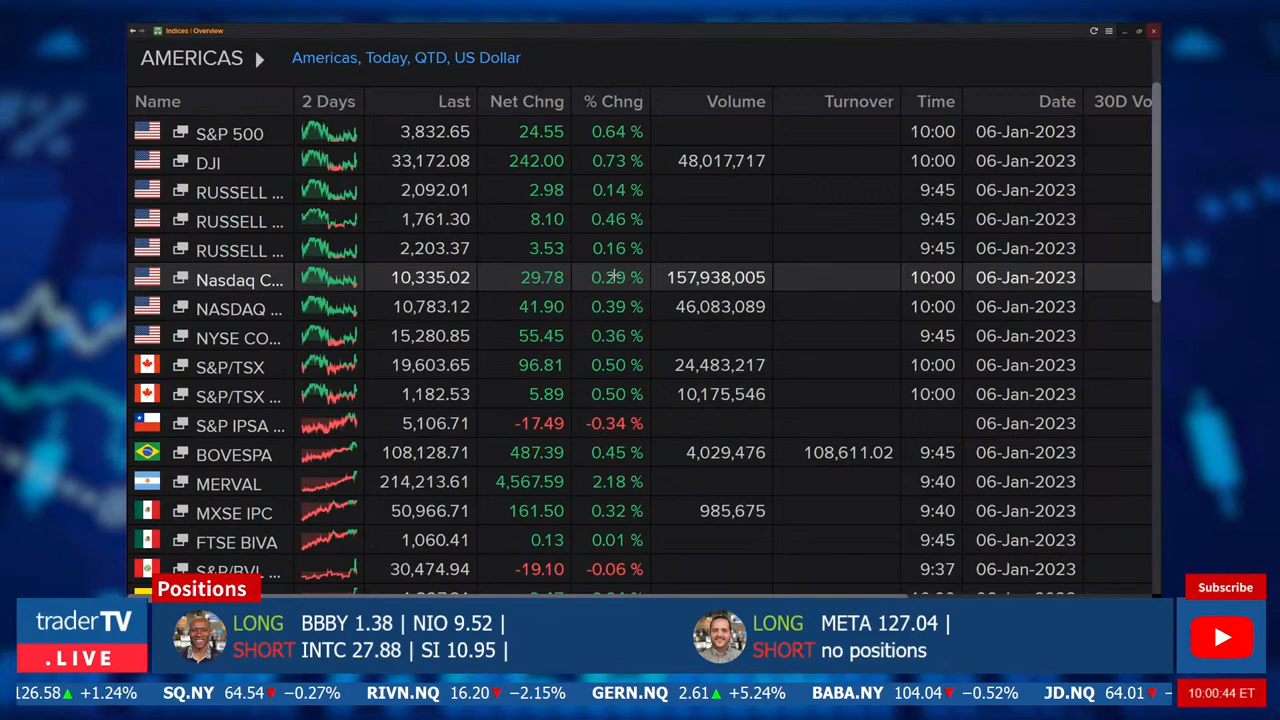 Indices | Overview
AMERICAS
Americas, Today, QTD, US Dollar
Name 2 Days Last Net Chng % Chng Volume Turnover Time Date 30D Vo
S&P 500 3,832.65 24.55 0.64 % 10:00 06-Jan-2023
DJI 33,172.08 242.00 0.73 % 48,017,717 10:00 06-Jan-2023
RUSSELL ... 2,092.01 2.98 0.14 % 9:45 06-Jan-2023
RUSSELL ... 1,761.30 8.10 0.46 % 9:45 06-Jan-2023
RUSSELL ... 2,203.37 3.53 0.16 % 9:45 06-Jan-2023
Nasdaq C... 10,335.02 29.78 0.29 % 157,938,005 10:00 06-Jan-2023
NASDAQ ... 10,783.12 41.90 0.39 % 46,083,089 10:00 06-Jan-2023
NYSE CO... 15,280.85 55.45 0.36 % 9:45 06-Jan-2023
S&P/TSX 19,603.65 96.81 0.50 % 24,483,217 10:00 06-Jan-2023
S&P/TSX ... 1,182.53 5.89 0.50 % 10,175,546 10:00 06-Jan-2023
S&P IPSA ... 5,106.71 -17.49 -0.34 % 9:45 06-Jan-2023
BOVESPA 108,128.71 487.39 0.45 % 4,029,476 108,611.02 9:45 06-Jan-2023
MERVAL 214,213.61 4,567.59 2.18 % 9:40 06-Jan-2023
MXSE IPC 50,966.71 161.50 0.32 % 985,675 9:40 06-Jan-2023
FTSE BIVA 1,060.41 0.13 0.01 % 9:45 06-Jan-2023
S&P/BVL ... 30,474.94 -19.10 -0.06 % 9:37 06-Jan-2023
Positions
Subscribe
traderTV
.LIVE
LONG BBBY 1.38 | NIO 9.52 |
SHORT INTC 27.88 | SI 10.95 |
LONG META 127.04 |
SHORT no positions
126.58 +1.24% SQ.NY 64.54 -0.27% RIVN.NQ 16.20 -2.15% GERN.NQ 2.61 +5.24% BABA.NY 104.04 -0.52% JD.NQ 64.01 -
10:00:44 ET